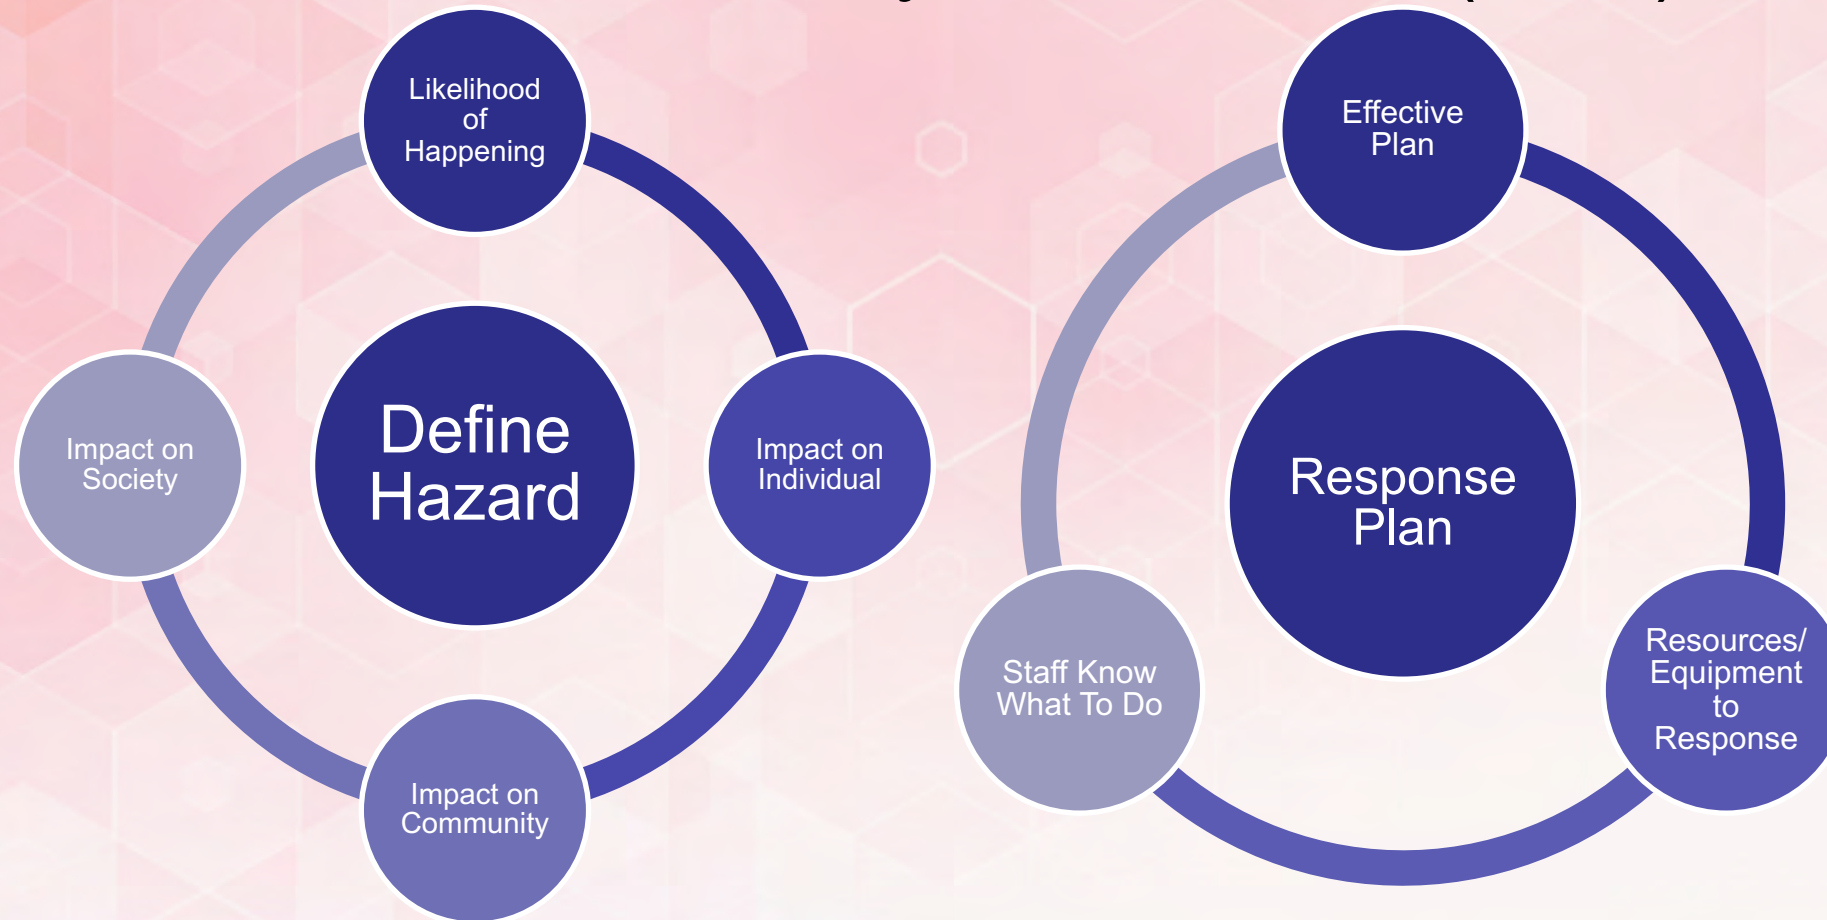 Likelihood
of
Happening
Impact on
Individual
Impact on
Community
Impact on
Society
Define
Hazard
Effective
Plan
Resources/
Equipment
to
Response
Staff Know
What To Do
Response
Plan